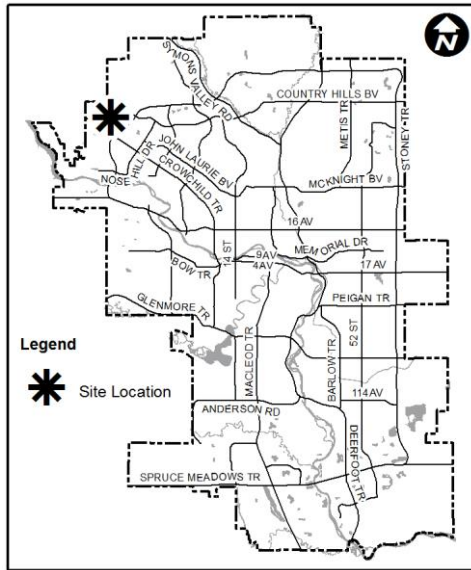 N
SYMONS VALLEY RD
COUNTRY HILLS BV
METIS TR
STONEY TR
JOHN LAURIE BV
CROWCHILD TR
NOSE HILL DR
MCKNIGHT BV
16 AV
14 ST
9 AV
MEMORIAL DR
4 AV
17 AV
BOW TR
PEIGAN TR
GLENMORE TR
52 ST
MACLEOD TR
BARLOW TR
Legend
Site Location
114 AV
ANDERSON RD
DEERFOOT TR
SPRUCE MEADOWS TR